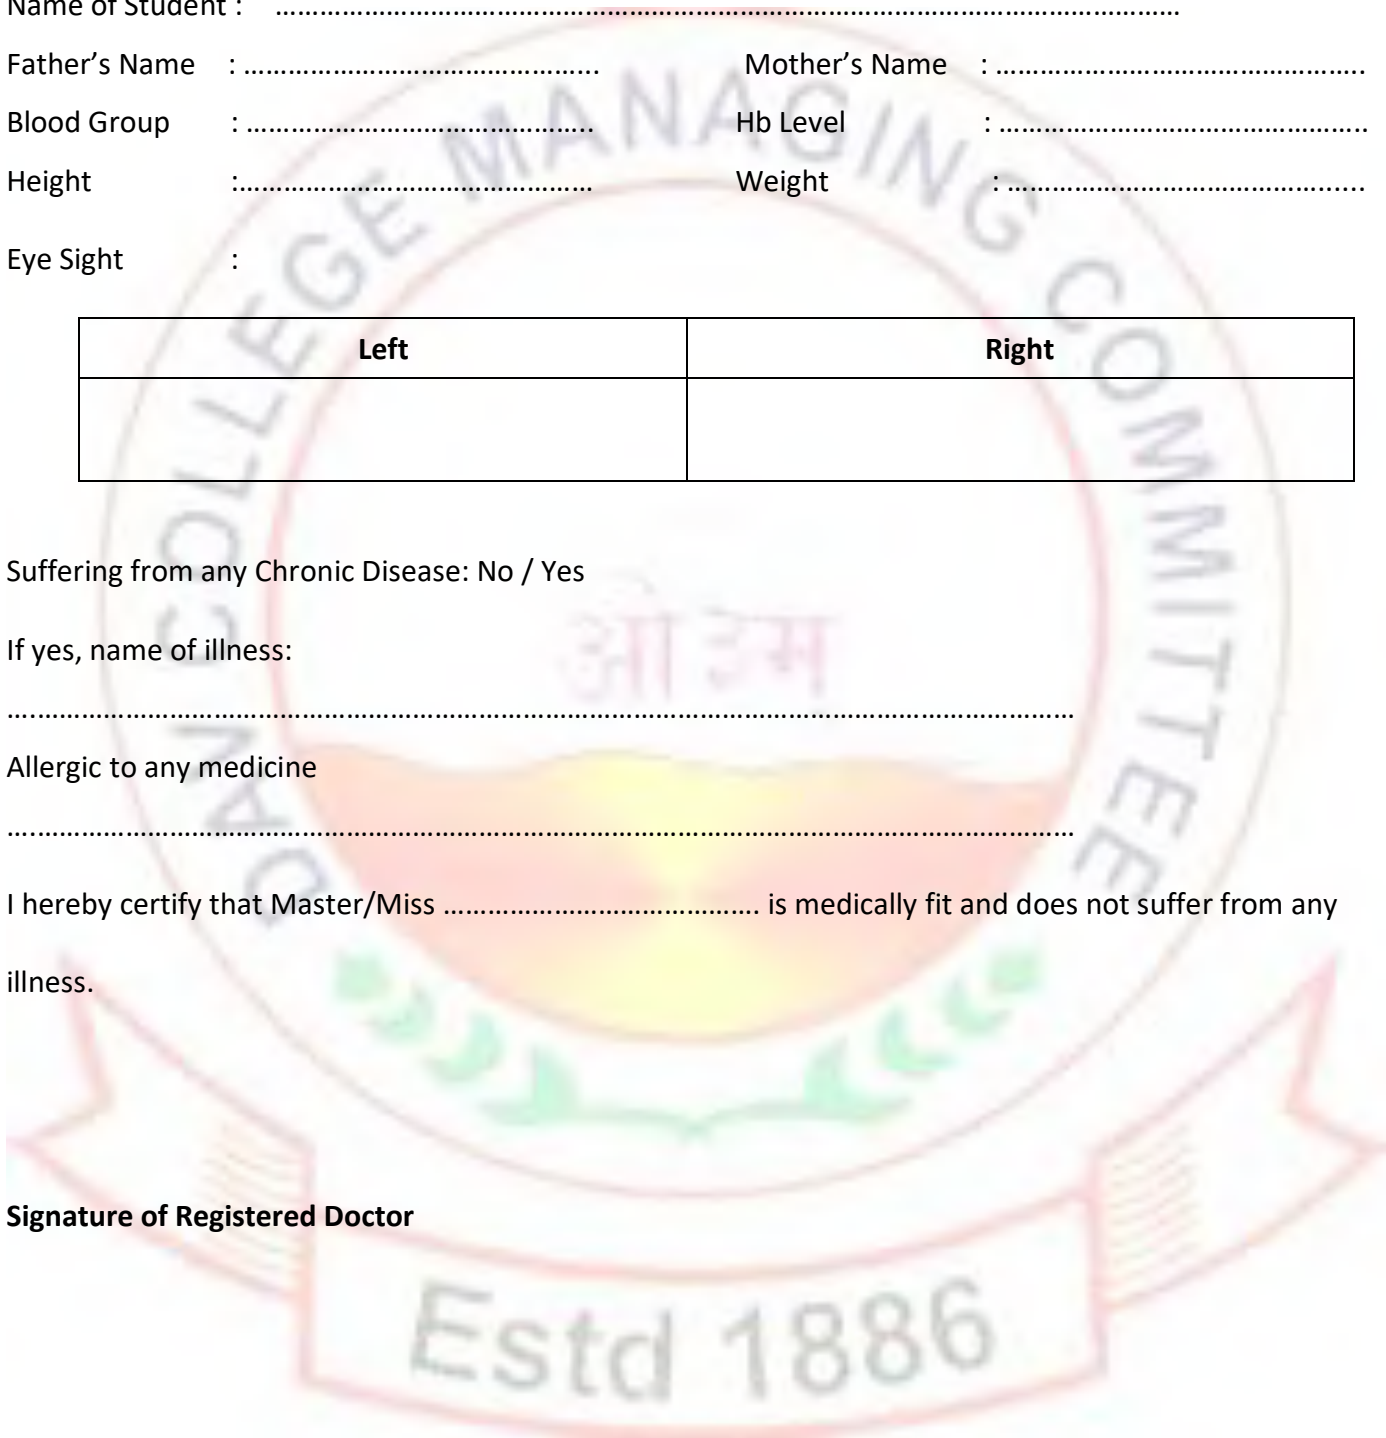 Name of Student : ……………………………………………………………………………………………………………
Father’s Name : ………………………………………... Mother’s Name : …………………………………………..
Blood Group : ……………………………………….. Hb Level : …………………………………………..
Height :………………………………………… Weight : ……………………………………......
Eye Sight :
Left Right
Suffering from any Chronic Disease: No / Yes
If yes, name of illness:
………………………………………………………………………………………………………………………………
Allergic to any medicine
………………………………………………………………………………………………………………………………
I hereby certify that Master/Miss ……………………………………. is medically fit and does not suffer from any
illness.
Signature of Registered Doctor
DAV COLLEGE MANAGING COMMITTEE
ओ३म
Estd 1886